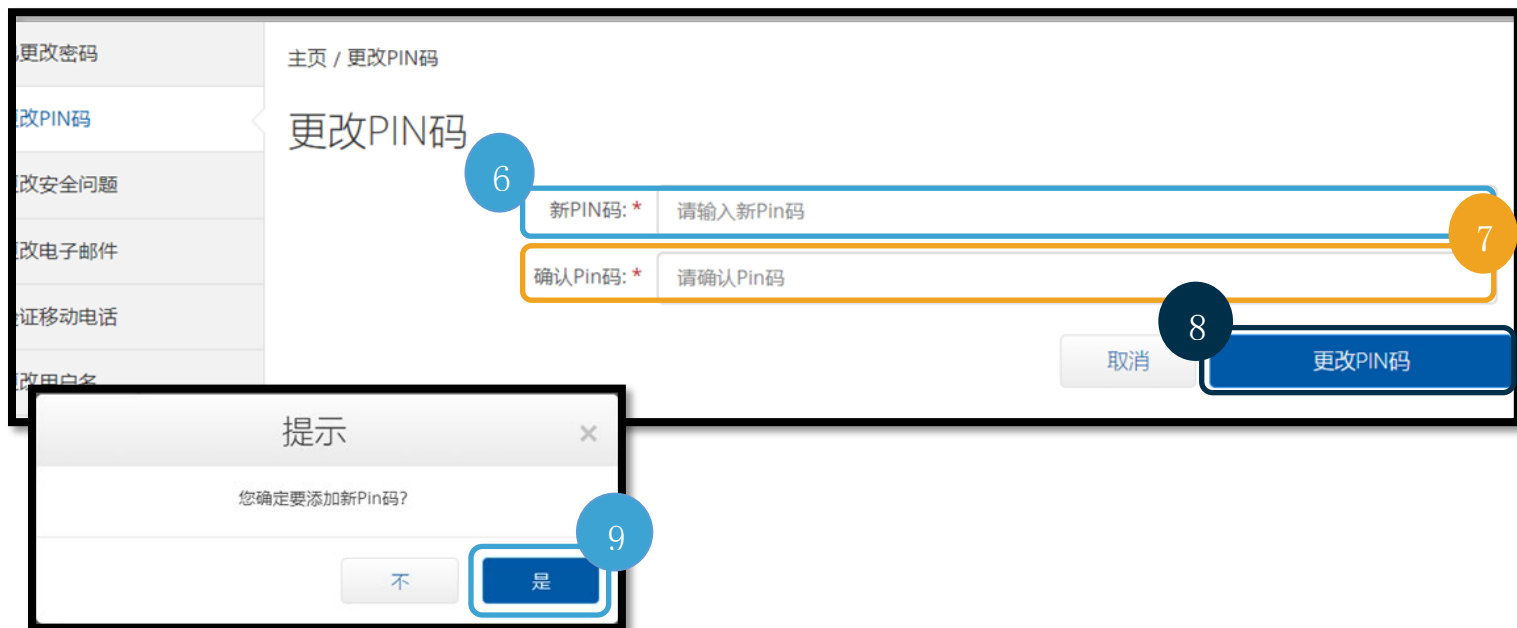 更改密码
主页 / 更改PIN码
改PIN码
更改PIN码
改安全问题
6
新PIN码: * 请输入新Pin码
7
改电子邮件
确认Pin码: * 请确认Pin码
证移动电话
8
取消
更改PIN码
改用户名
提示
×
您确定要添加新Pin码?
9
不
是